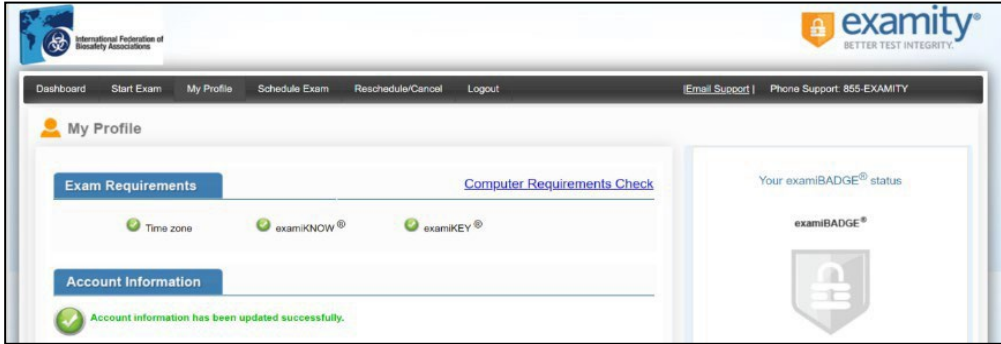 International Federation of
Biosafety Associations
examity®
BETTER TEST INTEGRITY.
Dashboard Start Exam My Profile Schedule Exam Reschedule/Cancel Logout |Email Support | Phone Support: 855-EXAMITY
My Profile
Exam Requirements Computer Requirements Check
Time zone examiKNOW ® examiKEY ®
Account Information
Account information has been updated successfully.
Your examiBADGE® status
examiBADGE®